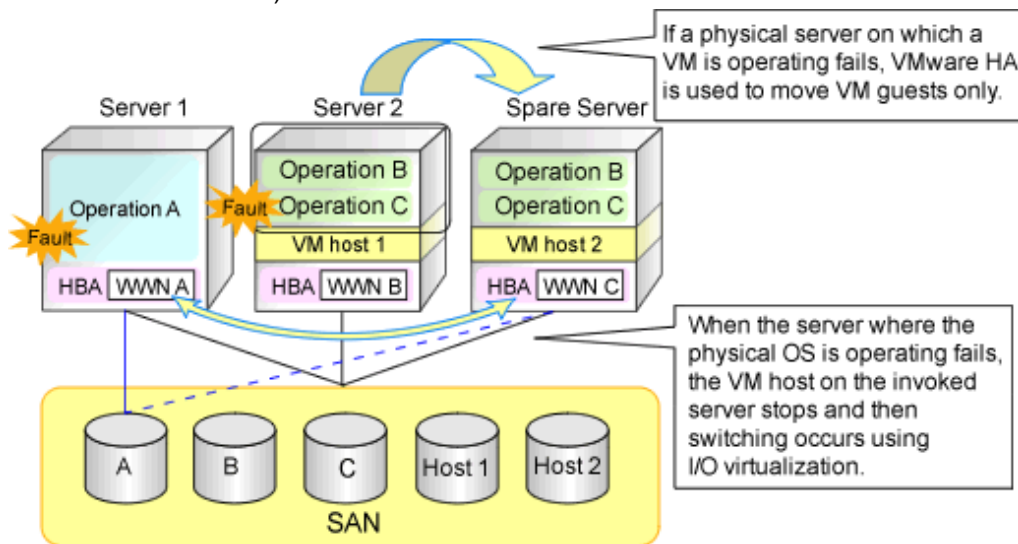 If a physical server on which a
VM is operating fails, VMware HA
is used to move VM guests only.
Server 1
Server 2
Spare Server
Operation A
Fault
HBA
WWN A
Operation B
Operation C
Fault
VM host 1
HBA
WWN B
Operation B
Operation C
VM host 2
HBA
WWN C
When the server where the
physical OS is operating fails,
the VM host on the invoked
server stops and then
switching occurs using
I/O virtualization.
A
B
C
Host 1
Host 2
SAN